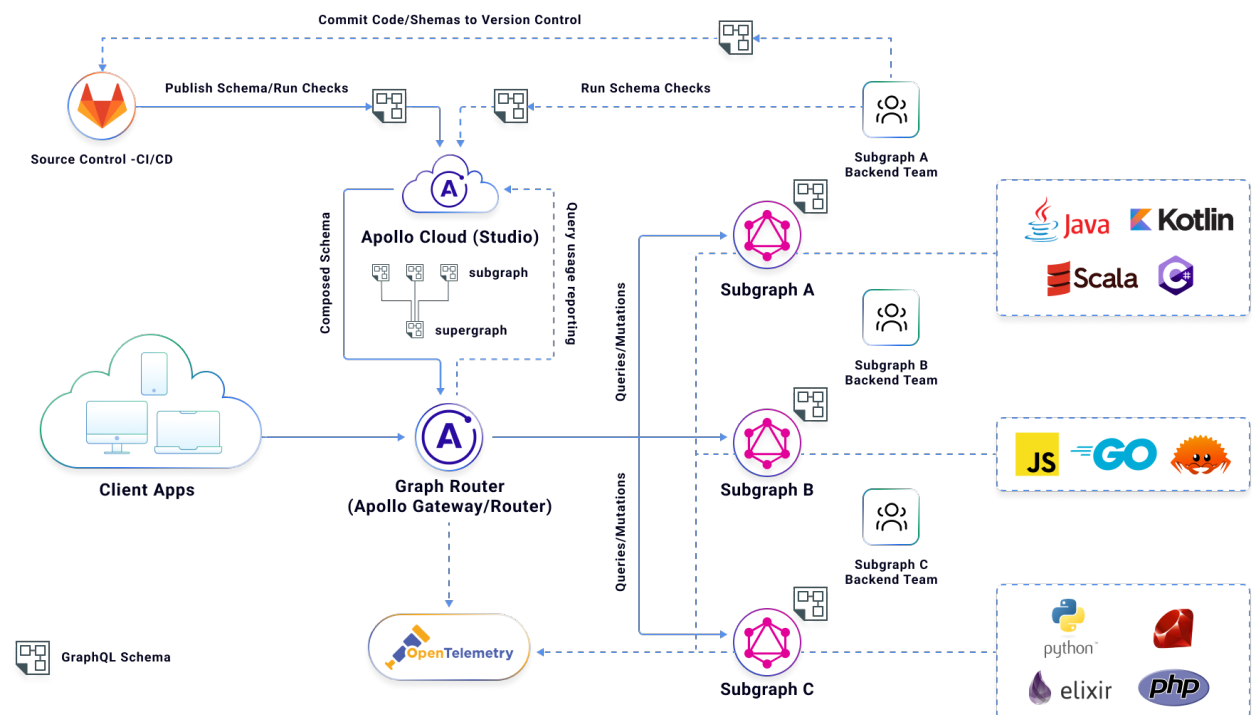 Commit Code/Shemas to Version Control
Publish Schema/Run Checks
Run Schema Checks
Source Control -CI/CD
Subgraph A
Backend Team
A
Apollo Cloud (Studio)
subgraph
supergraph
Composed Schema
Query usage reporting
Queries/Mutations
Subgraph A
Java
Kotlin
Scala
C#
Subgraph B
Backend Team
Client Apps
A
Graph Router
(Apollo Gateway/Router)
Subgraph B
JS
GO
Queries/Mutations
Subgraph C
Backend Team
OpenTelemetry
Subgraph C
python
elixir
php
GraphQL Schema